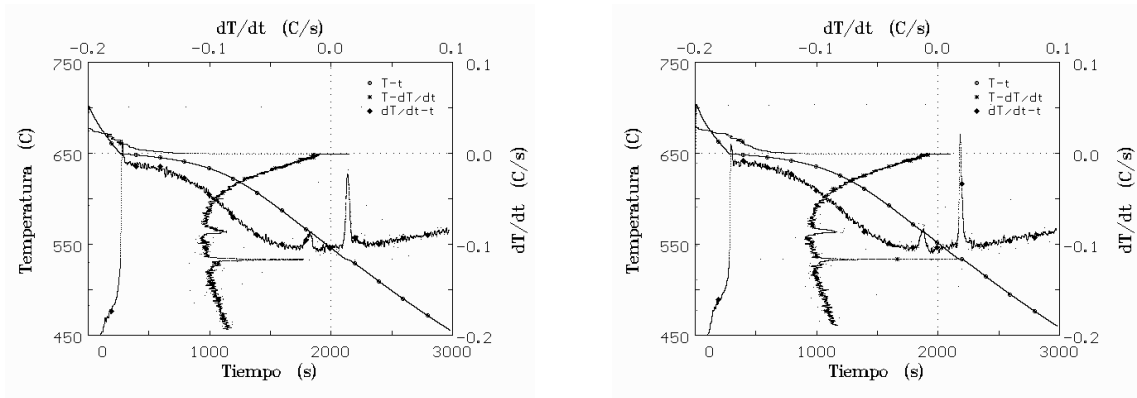 dT/dt (C/s)
-0.2 -0.1 0.0 0.1
750 0.1
T-t
T-dT/dt
dT/dt-t
650 0.0
Temperatura (C)
dT/dt (C/s)
550 -0.1
450 -0.2
0 1000 2000 3000
Tiempo (s)
dT/dt (C/s)
-0.2 -0.1 0.0 0.1
750 0.1
T-t
T-dT/dt
dT/dt-t
650 0.0
Temperatura (C)
dT/dt (C/s)
550 -0.1
450 -0.2
0 1000 2000 3000
Tiempo (s)